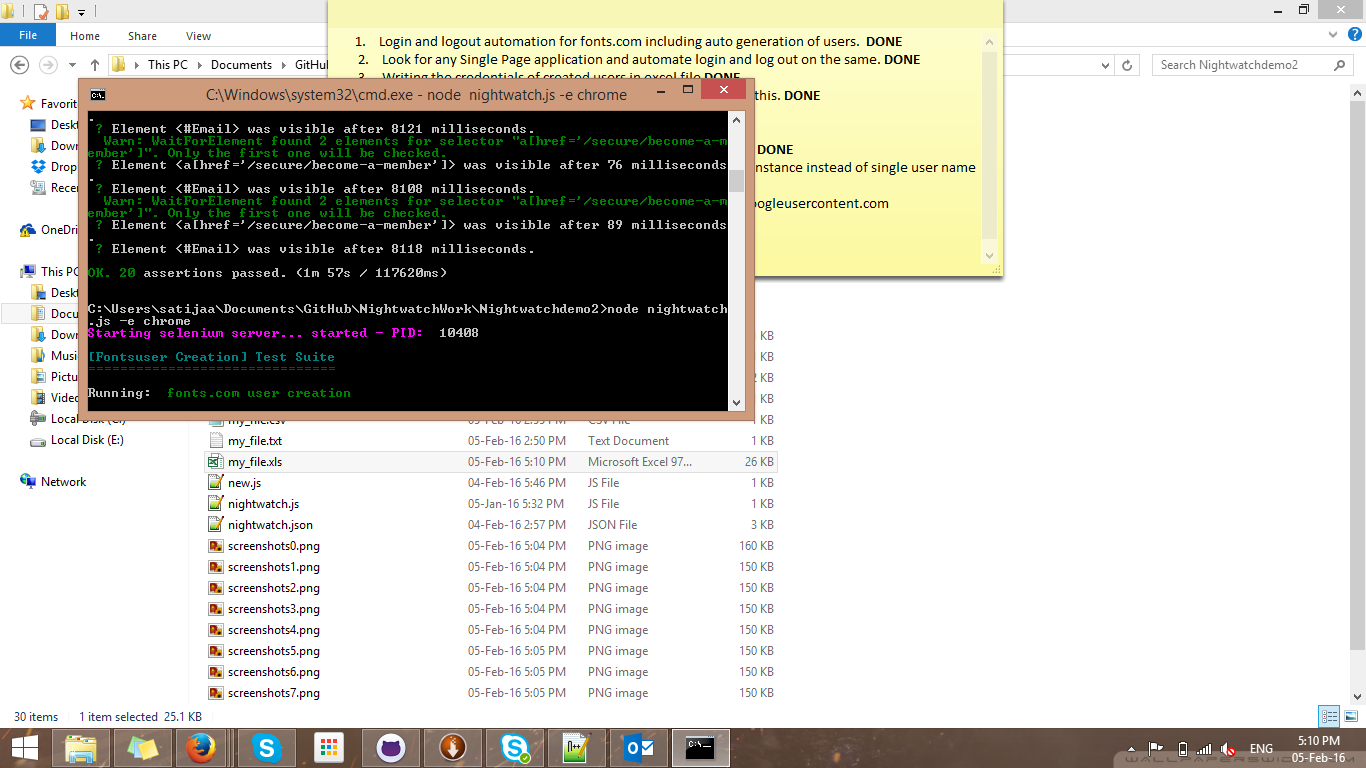 File
Home
Share
View
This PC
Documents
GitHub
Search Nightwatchdemo2
1. Login and logout automation for fonts.com including auto generation of users. DONE
2. Look for any Single Page application and automate login and log out on the same. DONE
3. Writing the credentials of created users in excel file DONE
this. DONE
DONE
nstance instead of single user name
oogleusercontent.com
C:\Windows\system32\cmd.exe - node nightwatch.js -e chrome
? Element <#Email> was visible after 8121 milliseconds.
Warn: WaitForElement found 2 elements for selector "a[href='/secure/become-a-m
ember']". Only the first one will be checked.
? Element <a[href='/secure/become-a-member']> was visible after 76 milliseconds
.
? Element <#Email> was visible after 8108 milliseconds.
Warn: WaitForElement found 2 elements for selector "a[href='/secure/become-a-m
ember']". Only the first one will be checked.
? Element <a[href='/secure/become-a-member']> was visible after 89 milliseconds
.
? Element <#Email> was visible after 8118 milliseconds.
OK. 20 assertions passed. (1m 57s / 117620ms)
C:\Users\satijaa\Documents\GitHub\NightwatchWork\Nightwatchdemo2>node nightwatch
.js -e chrome
Starting selenium server... started - PID: 10408
[Fontsuser Creation] Test Suite
===============================
Running: fonts.com user creation
Favorit
Deskt
Down
Drop
Recen
OneDri
This PC
Deskt
Docu
Down
Music
Pictu
Video
Local Disk (C:)
Local Disk (E:)
Network
KB
KB
2 KB
KB
my_file.csv 05-Feb-16 2:55 PM CSV File 1 KB
my_file.txt 05-Feb-16 2:50 PM Text Document 1 KB
my_file.xls 05-Feb-16 5:10 PM Microsoft Excel 97... 26 KB
new.js 04-Feb-16 5:46 PM JS File 1 KB
nightwatch.js 05-Jan-16 5:32 PM JS File 1 KB
nightwatch.json 04-Feb-16 2:57 PM JSON File 3 KB
screenshots0.png 05-Feb-16 5:04 PM PNG image 160 KB
screenshots1.png 05-Feb-16 5:04 PM PNG image 150 KB
screenshots2.png 05-Feb-16 5:04 PM PNG image 150 KB
screenshots3.png 05-Feb-16 5:04 PM PNG image 150 KB
screenshots4.png 05-Feb-16 5:04 PM PNG image 150 KB
screenshots5.png 05-Feb-16 5:05 PM PNG image 150 KB
screenshots6.png 05-Feb-16 5:05 PM PNG image 150 KB
screenshots7.png 05-Feb-16 5:05 PM PNG image 150 KB
30 items 1 item selected 25.1 KB
ENG
5:10 PM
05-Feb-16